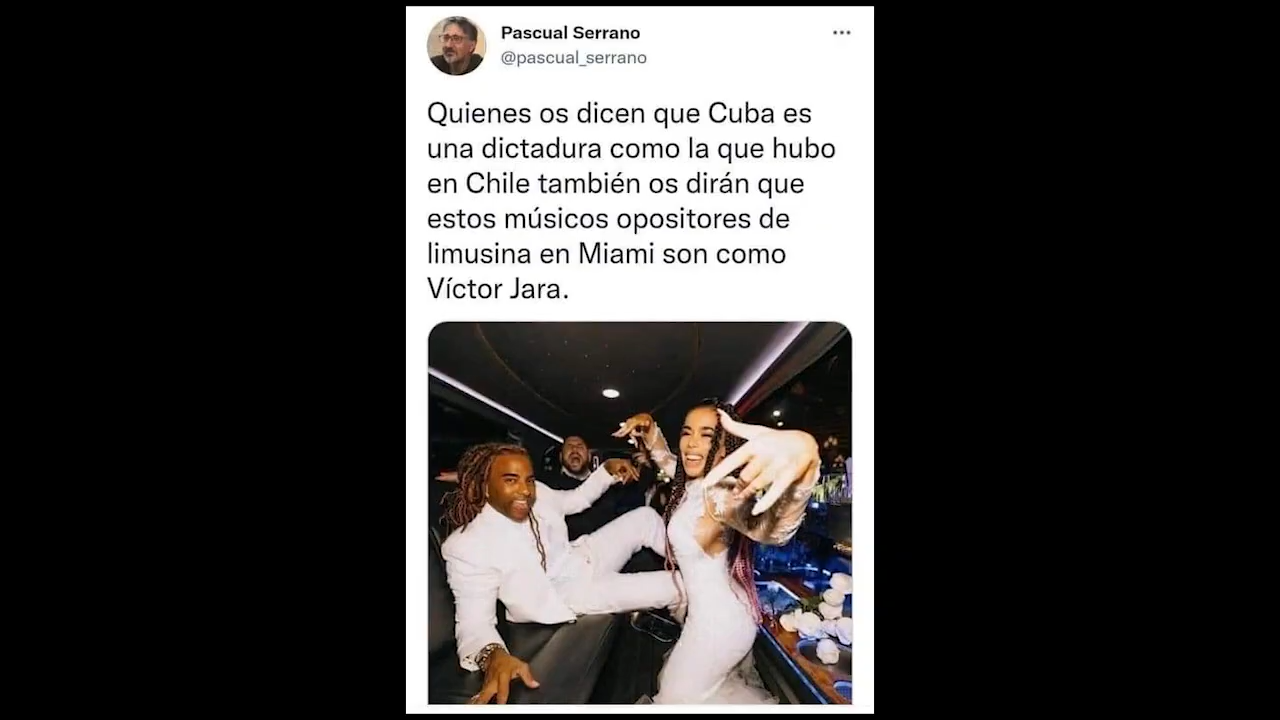 Pascual Serrano
@pascual_serrano
Quienes os dicen que Cuba es
una dictadura como la que hubo
en Chile también os dirán que
estos músicos opositores de
limusina en Miami son como
Víctor Jara.